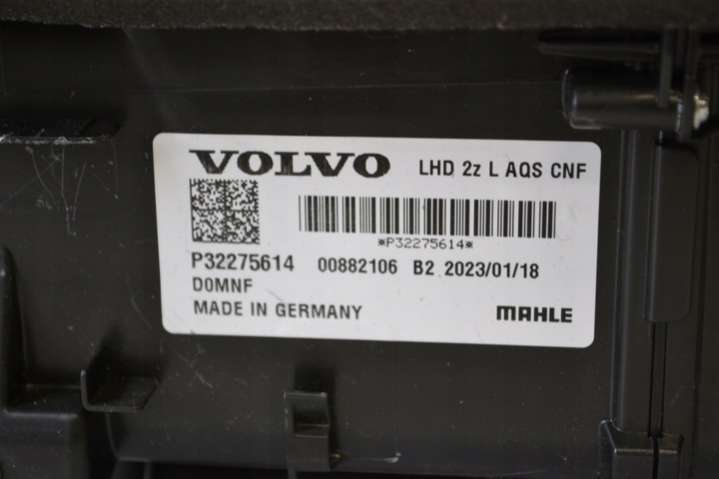 VOLVO LHD 2z L AQS CNF
*P32275614*
P32275614 00882106 B2 2023/01/18
D0MNF
MADE IN GERMANY MAHLE